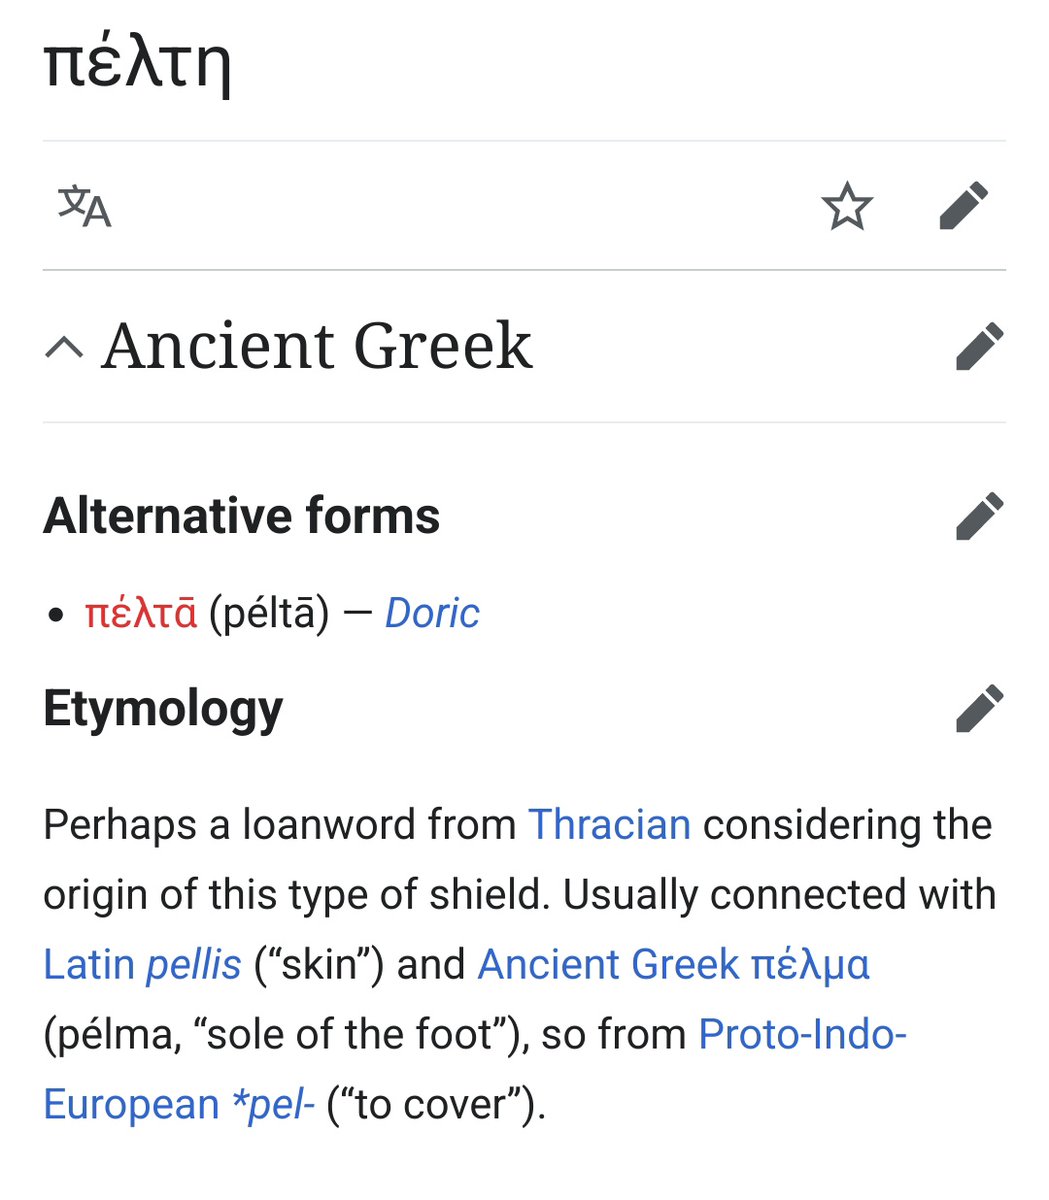 πέλτη
Ancient Greek
Alternative forms
• πέλτᾱ (péltā) — Doric
Etymology
Perhaps a loanword from Thracian considering the
origin of this type of shield. Usually connected with
Latin pellis (“skin”) and Ancient Greek πέλμα
(pélma, “sole of the foot”), so from Proto-Indo-
European *pel- (“to cover”).